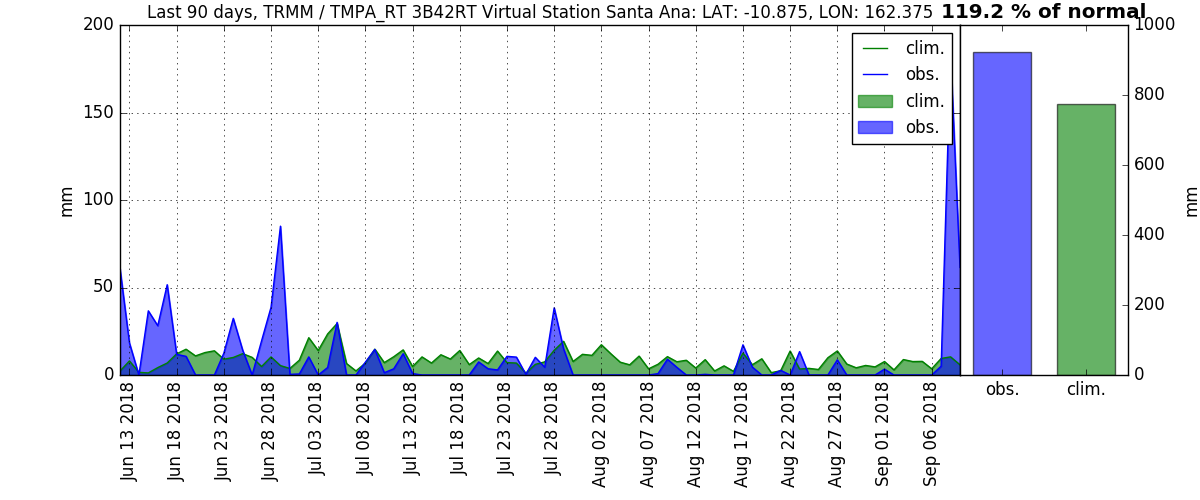 Last 90 days, TRMM / TMPA_RT 3B42RT Virtual Station Santa Ana: LAT: -10.875, LON: 162.375 119.2 % of normal
200
150
100
50
0
mm
clim.
obs.
clim.
obs.
1000
800
600
400
200
0
mm
obs.
clim.
Jun 13 2018
Jun 18 2018
Jun 23 2018
Jun 28 2018
Jul 03 2018
Jul 08 2018
Jul 13 2018
Jul 18 2018
Jul 23 2018
Jul 28 2018
Aug 02 2018
Aug 07 2018
Aug 12 2018
Aug 17 2018
Aug 22 2018
Aug 27 2018
Sep 01 2018
Sep 06 2018